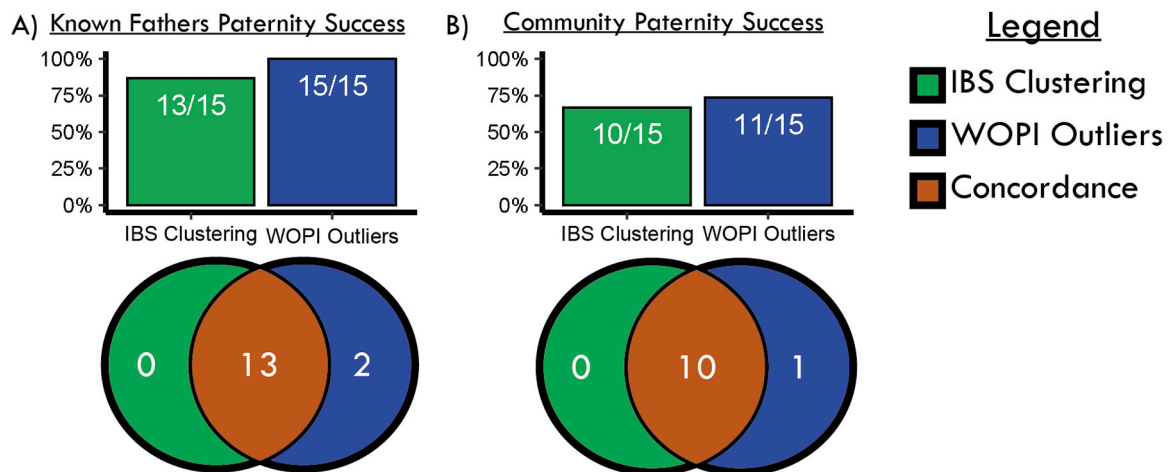 A) Known Fathers Paternity Success
100%
75%
50%
25%
0%
13/15
15/15
IBS Clustering WOPI Outliers
0 13 2
B) Community Paternity Success
100%
75%
50%
25%
0%
10/15
11/15
IBS Clustering WOPI Outliers
0 10 1
Legend
IBS Clustering
WOPI Outliers
Concordance